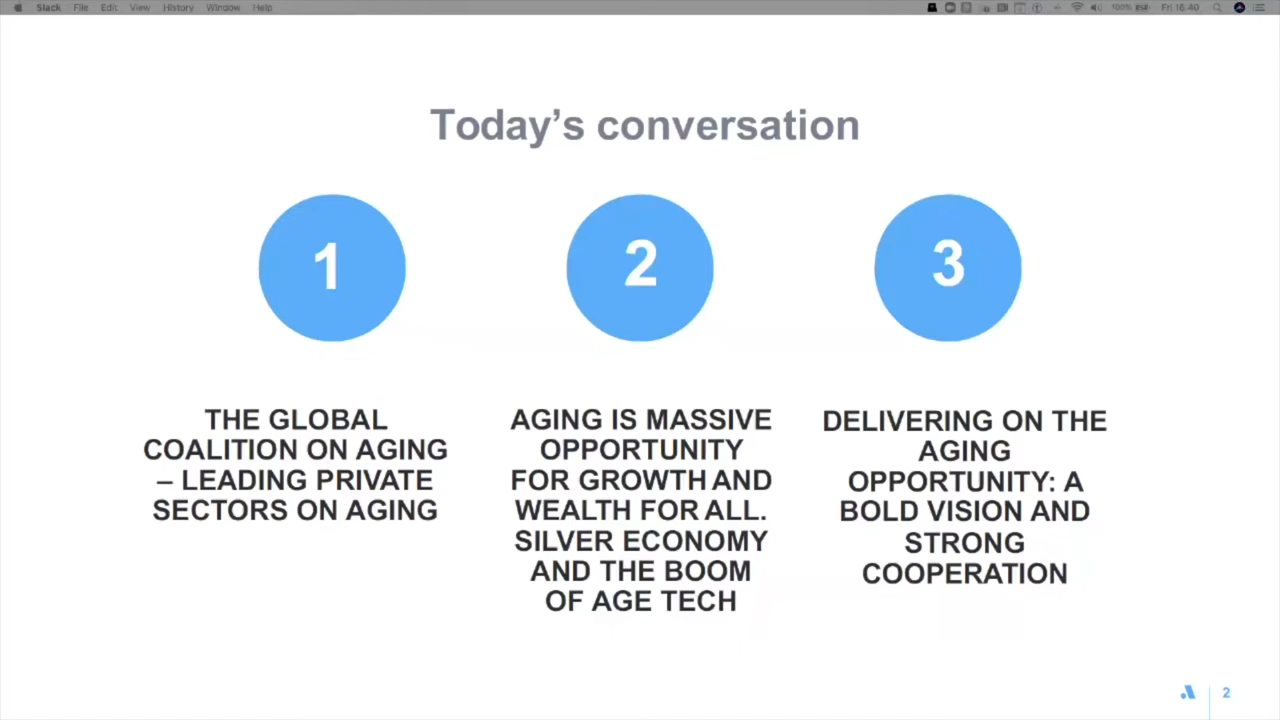 Slack File Edit View History Window Help 100% Fri 16:40
Today's conversation
1
2
3
THE GLOBAL
COALITION ON AGING
– LEADING PRIVATE
SECTORS ON AGING
AGING IS MASSIVE
OPPORTUNITY
FOR GROWTH AND
WEALTH FOR ALL.
SILVER ECONOMY
AND THE BOOM
OF AGE TECH
DELIVERING ON THE
AGING
OPPORTUNITY: A
BOLD VISION AND
STRONG
COOPERATION
2